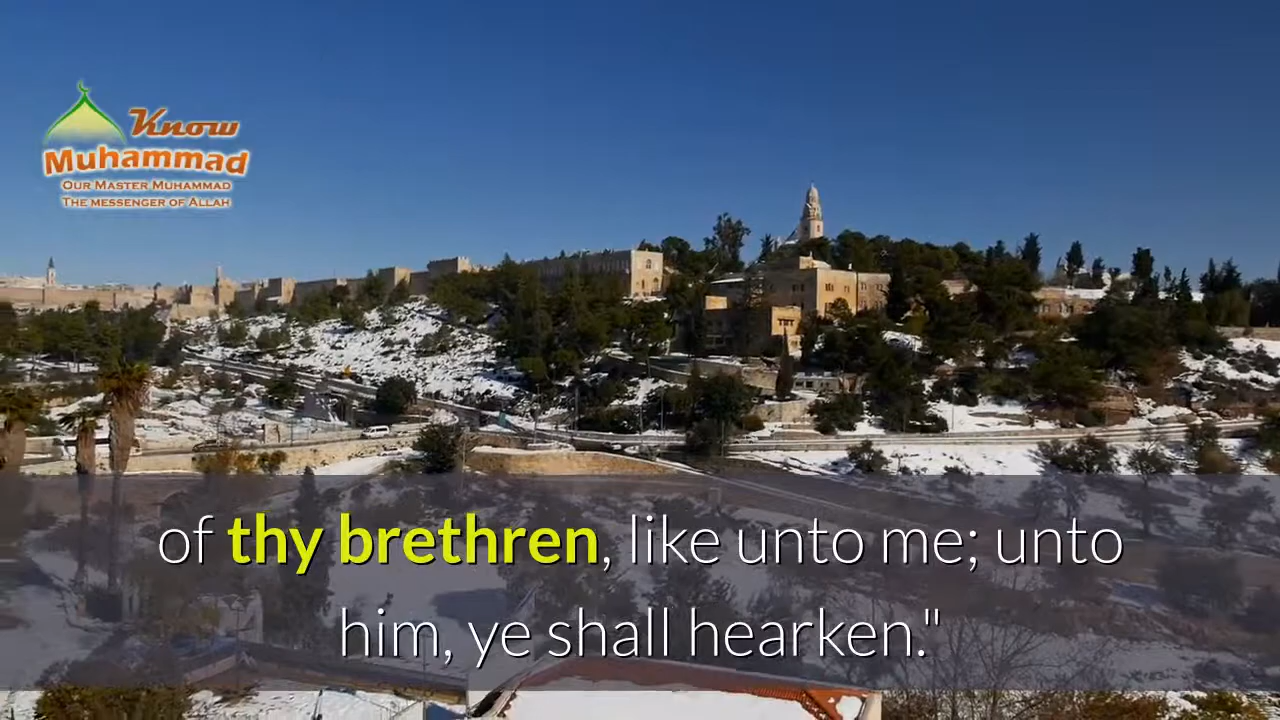 Know
Muhammad
Our Master Muhammad
The messenger of Allah
of thy brethren, like unto me; unto
him, ye shall hearken."